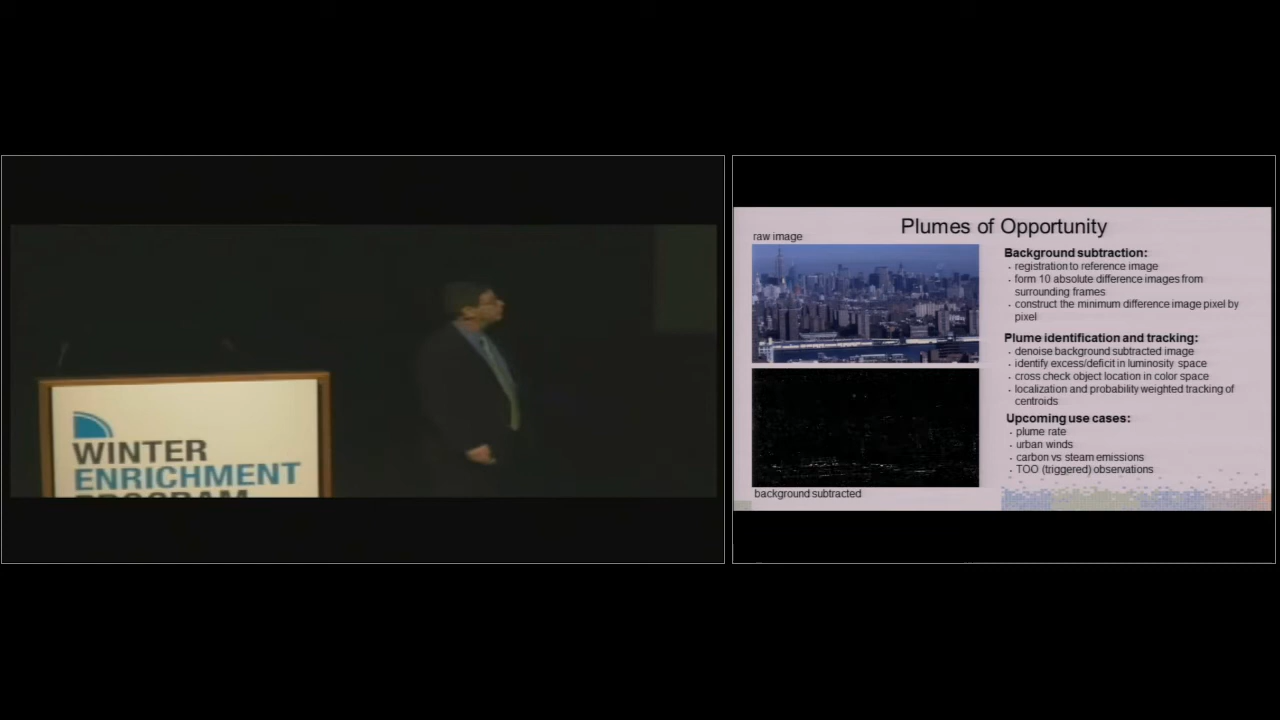 WINTER
ENRICHMENT
PROGRAM
Plumes of Opportunity
raw image
Background subtraction:
- registration to reference image
- form 10 absolute difference images from
surrounding frames
- construct the minimum difference image pixel by
pixel
Plume identification and tracking:
- denoise background subtracted image
- identify excess/deficit in luminosity space
- cross check object location in color space
- localization and probability weighted tracking of
centroids
Upcoming use cases:
- plume rate
- urban winds
- carbon vs steam emissions
- TOO (triggered) observations
background subtracted